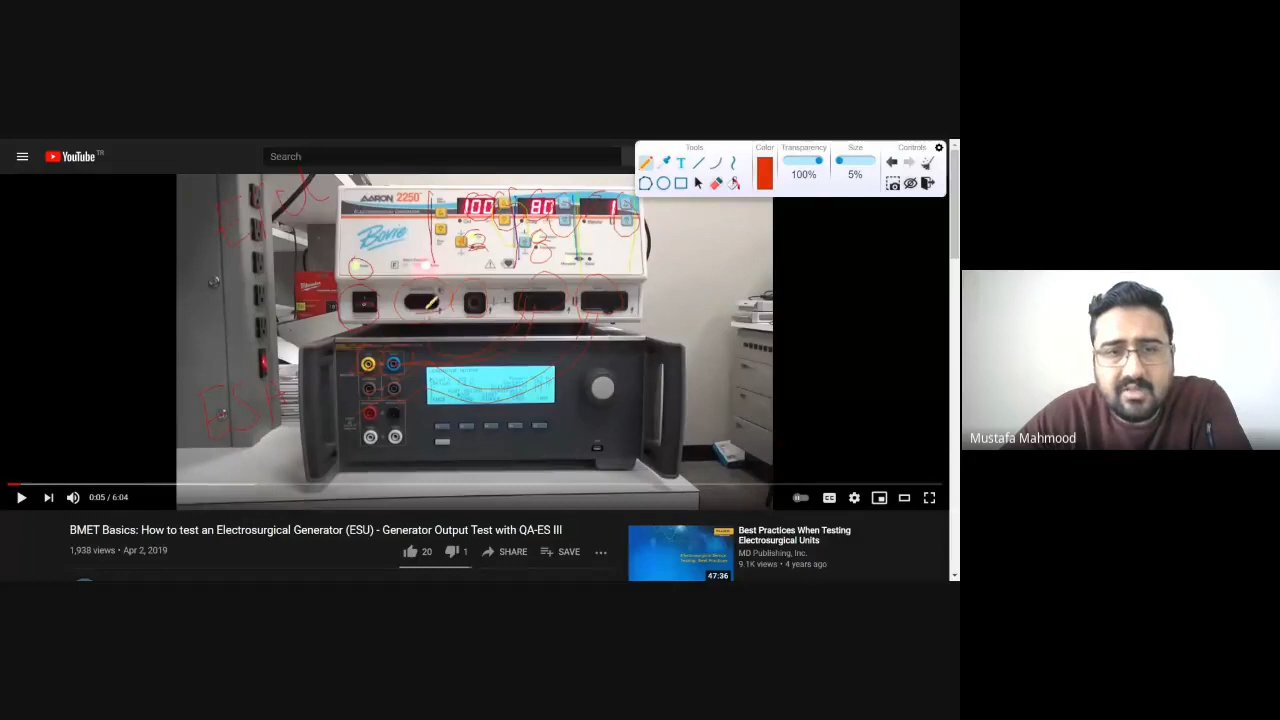 Tools
Color
Transparency
Size
Controls
YouTube TR
Search
100%
5%
AARON 2250
100
80
1
Bovie
ESA
0:05 / 6:04
BMET Basics: How to test an Electrosurgical Generator (ESU) - Generator Output Test with QA-ES III
1,938 views • Apr 2, 2019
20
1
SHARE
SAVE
Best Practices When Testing
Electrosurgical Units
MD Publishing, Inc.
9.1K views • 4 years ago
47:36
Mustafa Mahmood